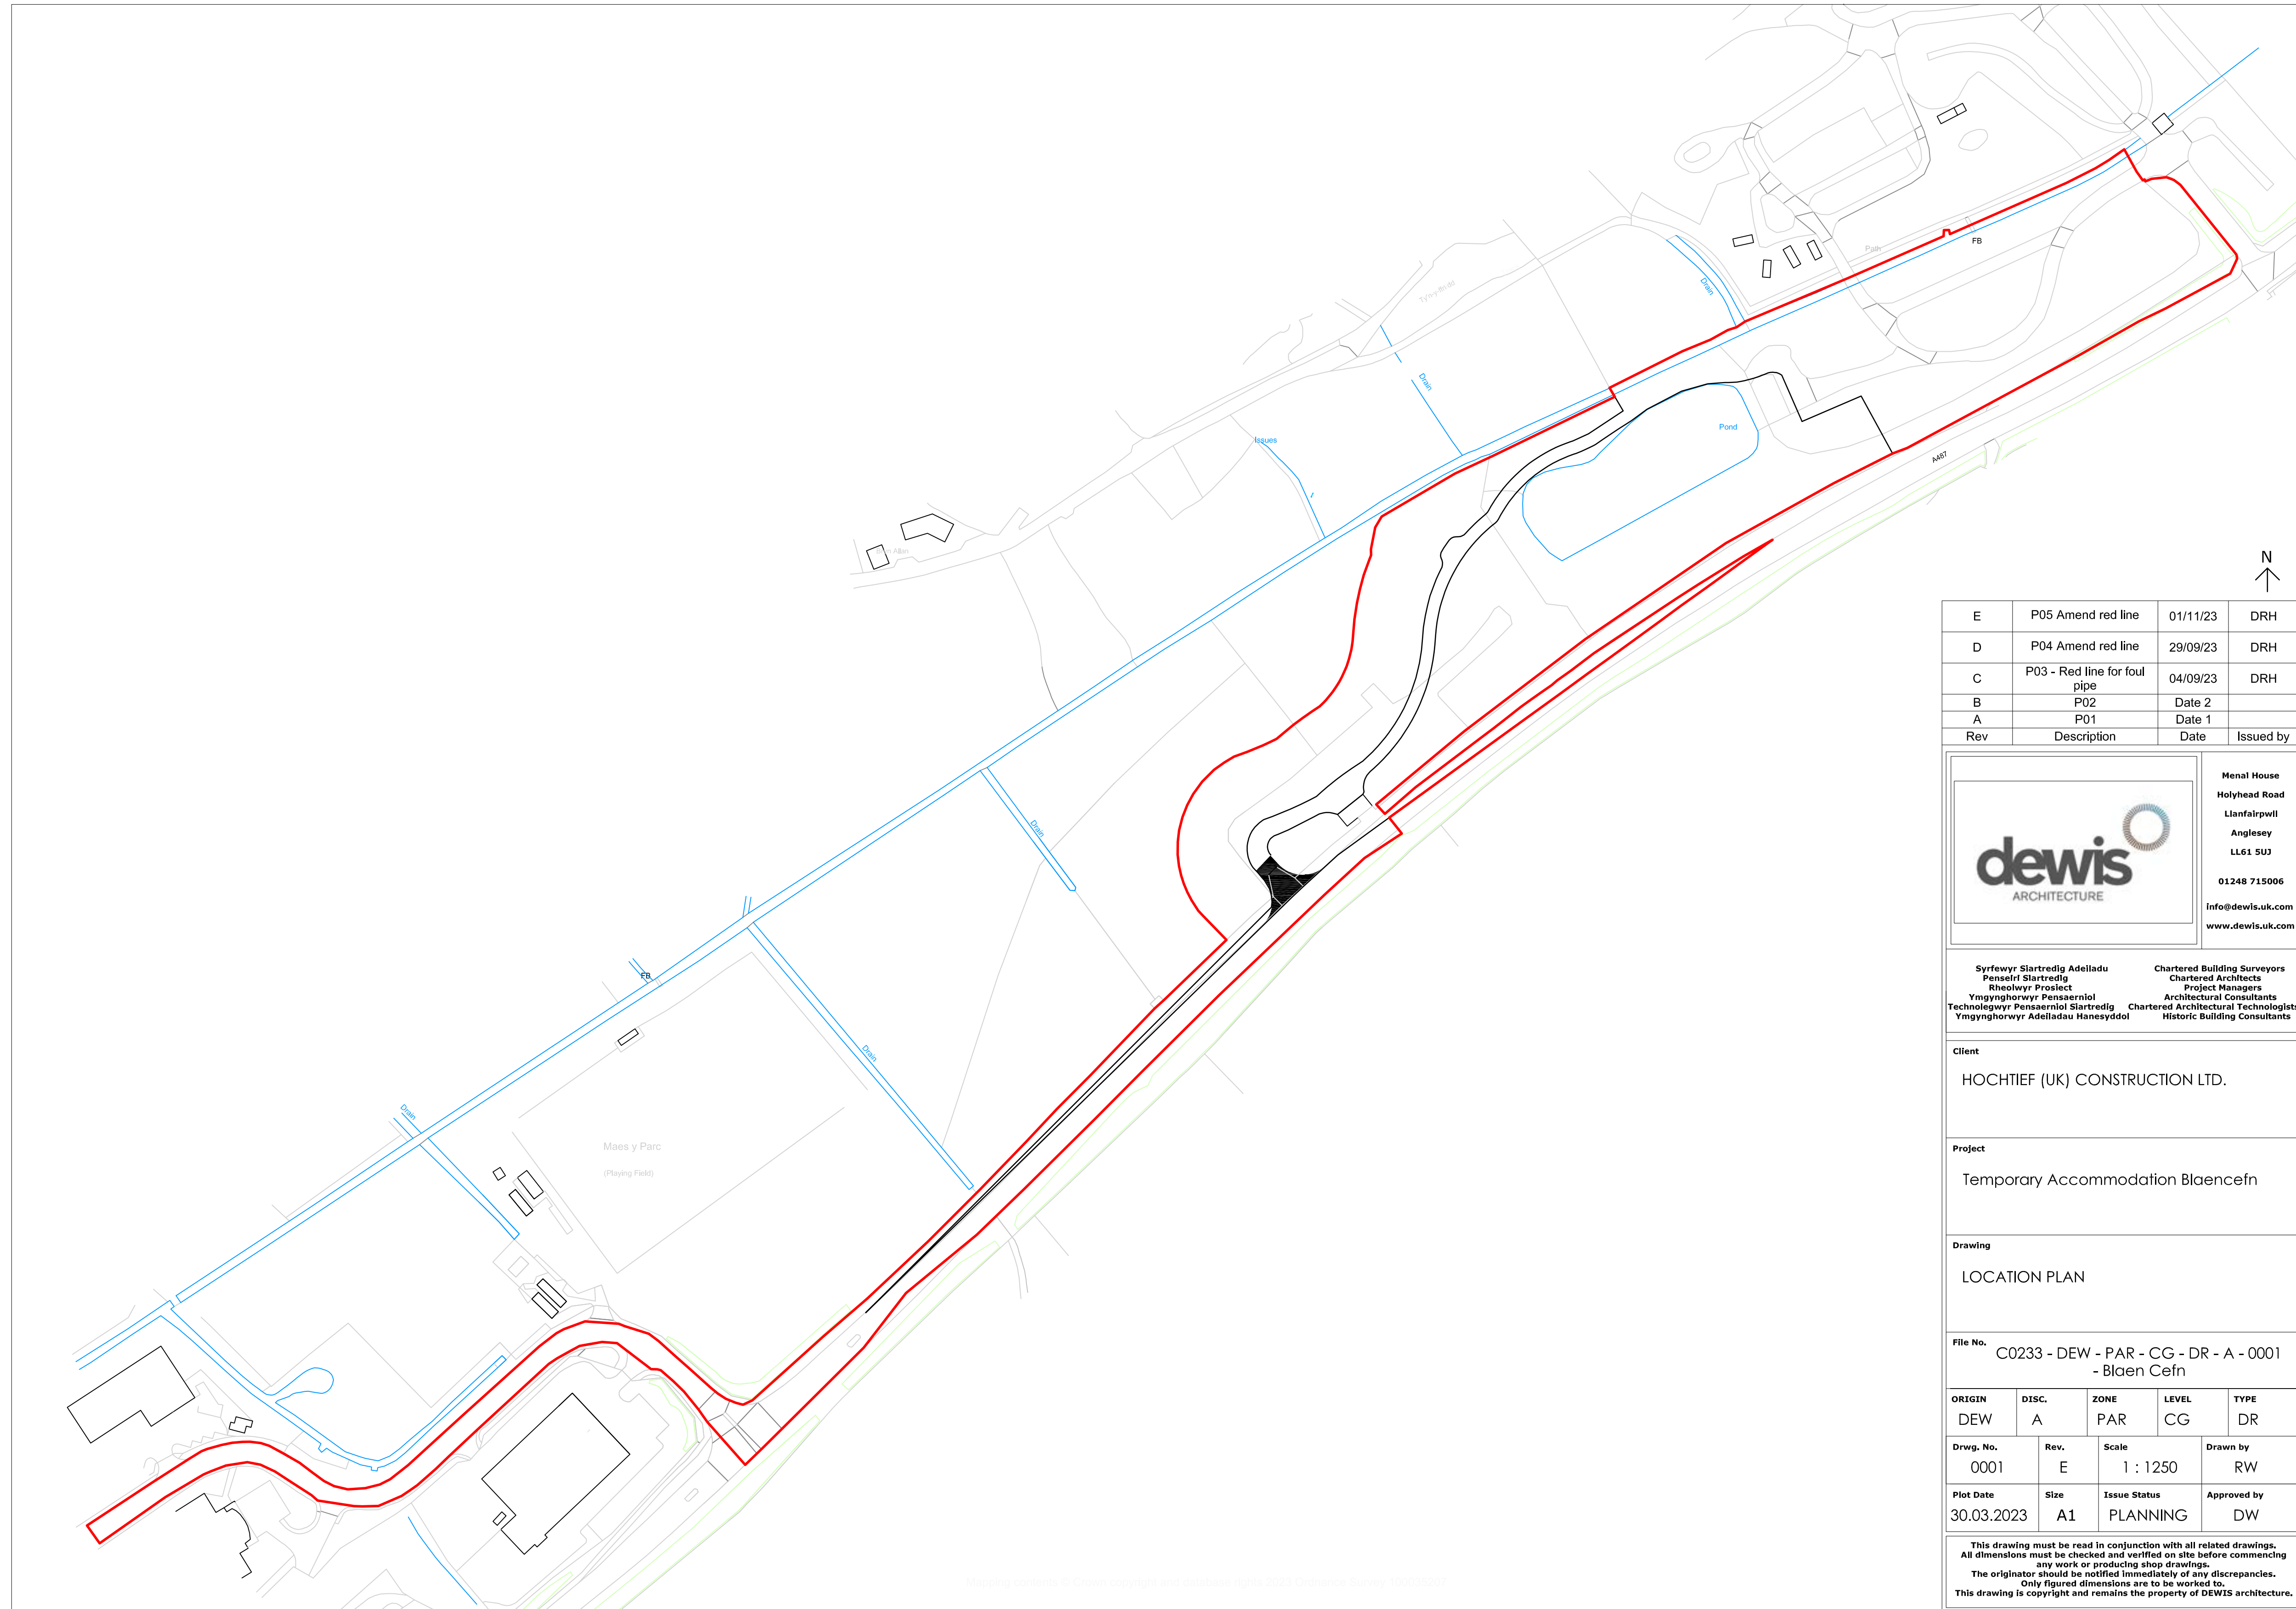 Path
FB
Drain
Drain
Issues
Pond
A487
Drain
FB
Drain
Drain
Maes y Parc
(Playing Field)
N
E P05 Amend red line 01/11/23 DRH
D P04 Amend red line 29/09/23 DRH
C P03 - Red line for foul
pipe 04/09/23 DRH
B P02 Date 2
A P01 Date 1
Rev Description Date Issued by
dewis
ARCHITECTURE
Menai House
Holyhead Road
Llanfairpwll
Anglesey
LL61 5UJ
01248 715006
info@dewis.uk.com
www.dewis.uk.com
Syrfewyr Siartredig Adeiladu
Penseiri Siartredig
Rheolwyr Prosiect
Ymgynghorwyr Pensaerniol
Technolegwyr Pensaerniol Siartredig
Ymgynghorwyr Adeiladau Hanesyddol
Chartered Building Surveyors
Chartered Architects
Project Managers
Architectural Consultants
Chartered Architectural Technologists
Historic Building Consultants
Client
HOCHTIEF (UK) CONSTRUCTION LTD.
Project
Temporary Accommodation Blaencefn
Drawing
LOCATION PLAN
File No.
C0233 - DEW - PAR - CG - DR - A - 0001
- Blaen Cefn
ORIGIN DISC. ZONE LEVEL TYPE
DEW A PAR CG DR
Drwg. No. Rev. Scale Drawn by
0001 E 1 : 1250 RW
Plot Date Size Issue Status Approved by
30.03.2023 A1 PLANNING DW
This drawing must be read in conjunction with all related drawings.
All dimensions must be checked and verified on site before commencing
any work or producing shop drawings.
The originator should be notified immediately of any discrepancies.
Only figured dimensions are to be worked to.
This drawing is copyright and remains the property of DEWIS architecture.